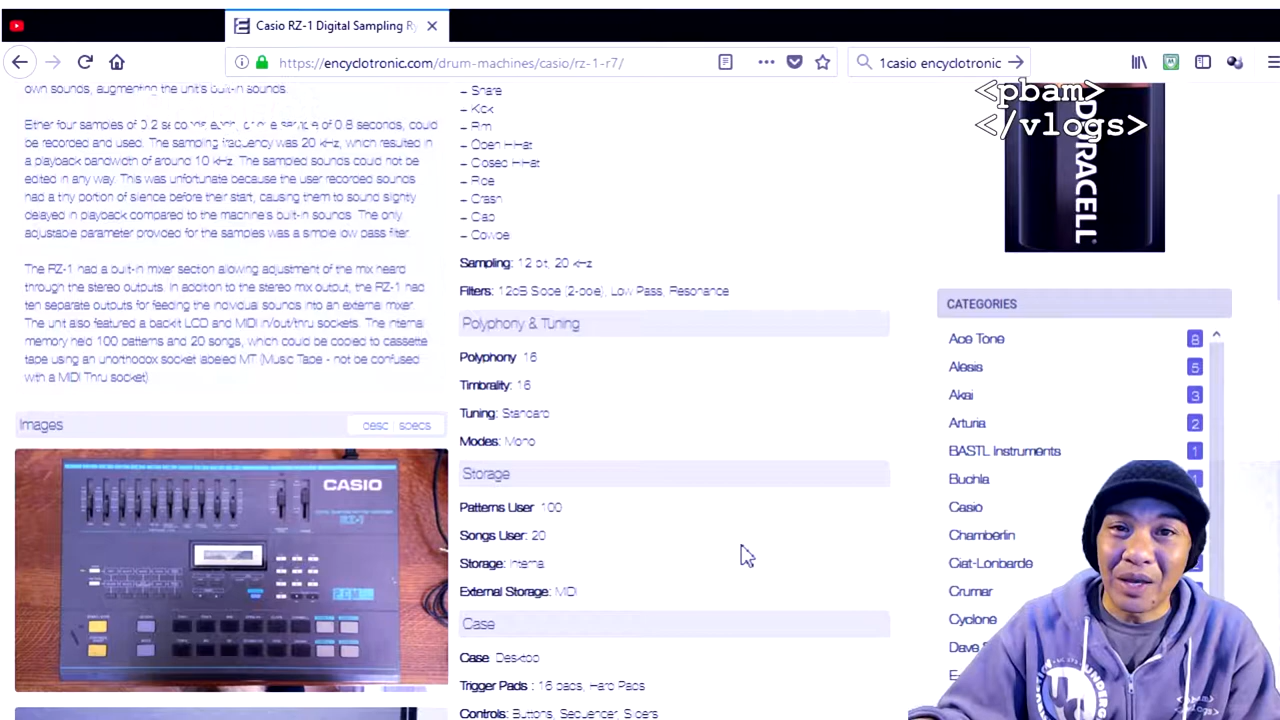 Casio RZ-1 Digital Sampling Ry
https://encyclotronic.com/drum-machines/casio/rz-1-r7/
1casio encyclotronic
<pbam>
</vlogs>
DURACELL
own sounds, augmenting the unit's built-in sounds.
Either four samples of 0.2 seconds each, or one sample of 0.8 seconds, could
be recorded and used. The sampling frequency was 20 kHz, which resulted in
a playback bandwidth of around 10 kHz. The sampled sounds could not be
edited in any way. This was unfortunate because the user recorded sounds
had a tiny portion of silence before their start, causing them to sound slightly
delayed in playback compared to the machine's built-in sounds. The only
adjustable parameter provided for the samples was a simple low pass filter.
The RZ-1 had a built-in mixer section allowing adjustment of the mix heard
through the stereo outputs. In addition to the stereo mix output, the RZ-1 had
ten separate outputs for feeding the individual sounds into an external mixer.
The unit also featured a backlit LCD and MIDI in/out/thru sockets. The internal
memory held 100 patterns and 20 songs, which could be copied to cassette
tape using an unorthodox socket labeled MT (Music Tape - not be confused
with a MIDI Thru socket)
Images
desc specs
CASIO
RZ-1
PCM
– Snare
– Kick
– Rim
– Open Hi-Hat
– Closed Hi-Hat
– Ride
– Crash
– Clap
– Cowbell
Sampling: 12 bit, 20 kHz
Filters: 12dB Slope (2-pole), Low Pass, Resonance
Polyphony & Tuning
Polyphony 16
Timbrality: 16
Tuning: Standard
Modes: Mono
Storage
Patterns User 100
Songs User: 20
Storage: Internal
External Storage: MIDI
Case
Case Desktop
Trigger Pads : 16 pads, Hard Pads
Controls: Buttons, Sequencer, Sliders
CATEGORIES
Ace Tone 8
Alesis 5
Akai 3
Arturia 2
BASTL Instruments 1
Buchla 1
Casio
Chamberlin
Ciat-Lonbarde
Crumar
Cyclone
Dave S